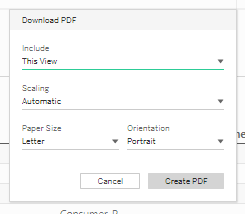 Download PDF
Include
This View
Scaling
Automatic
Paper Size Orientation
Letter Portrait
Cancel Create PDF